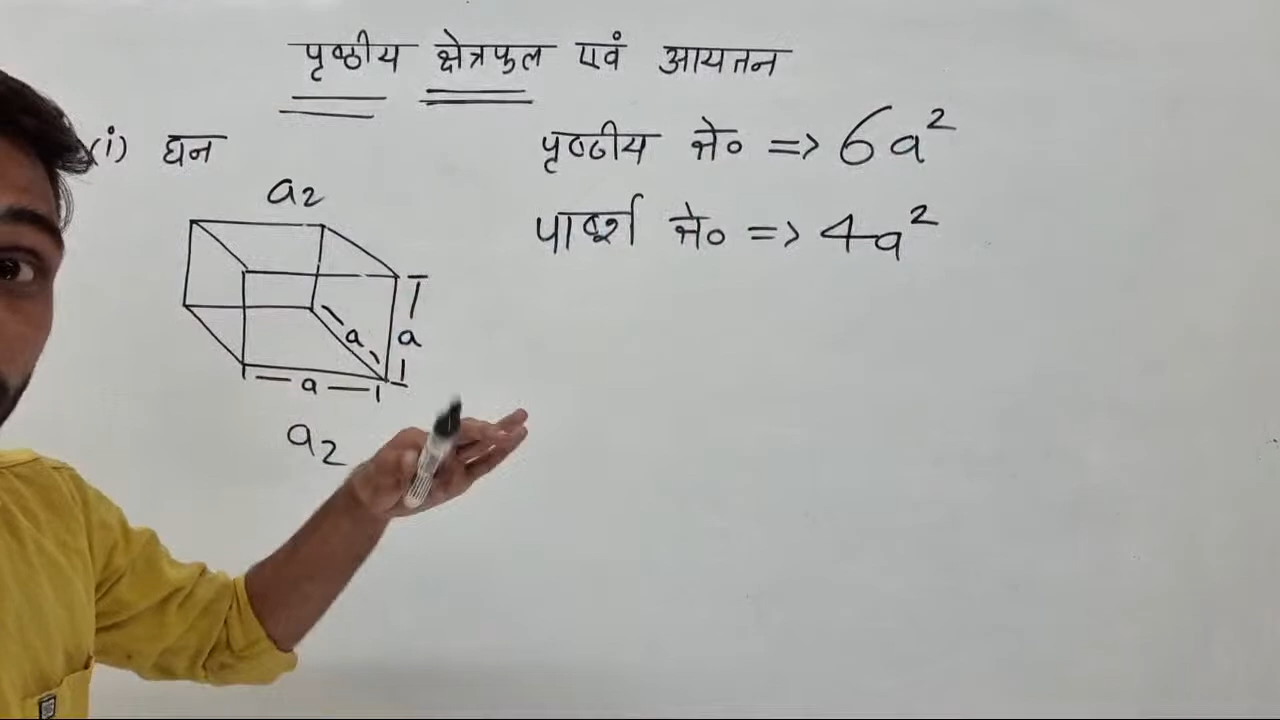 पृष्ठीय क्षेत्रफल एवं आयतन
(i) घन
पृष्ठीय क्षे० => 6a²
पार्श्व क्षे० => 4a²
a2
a
a
a
a2